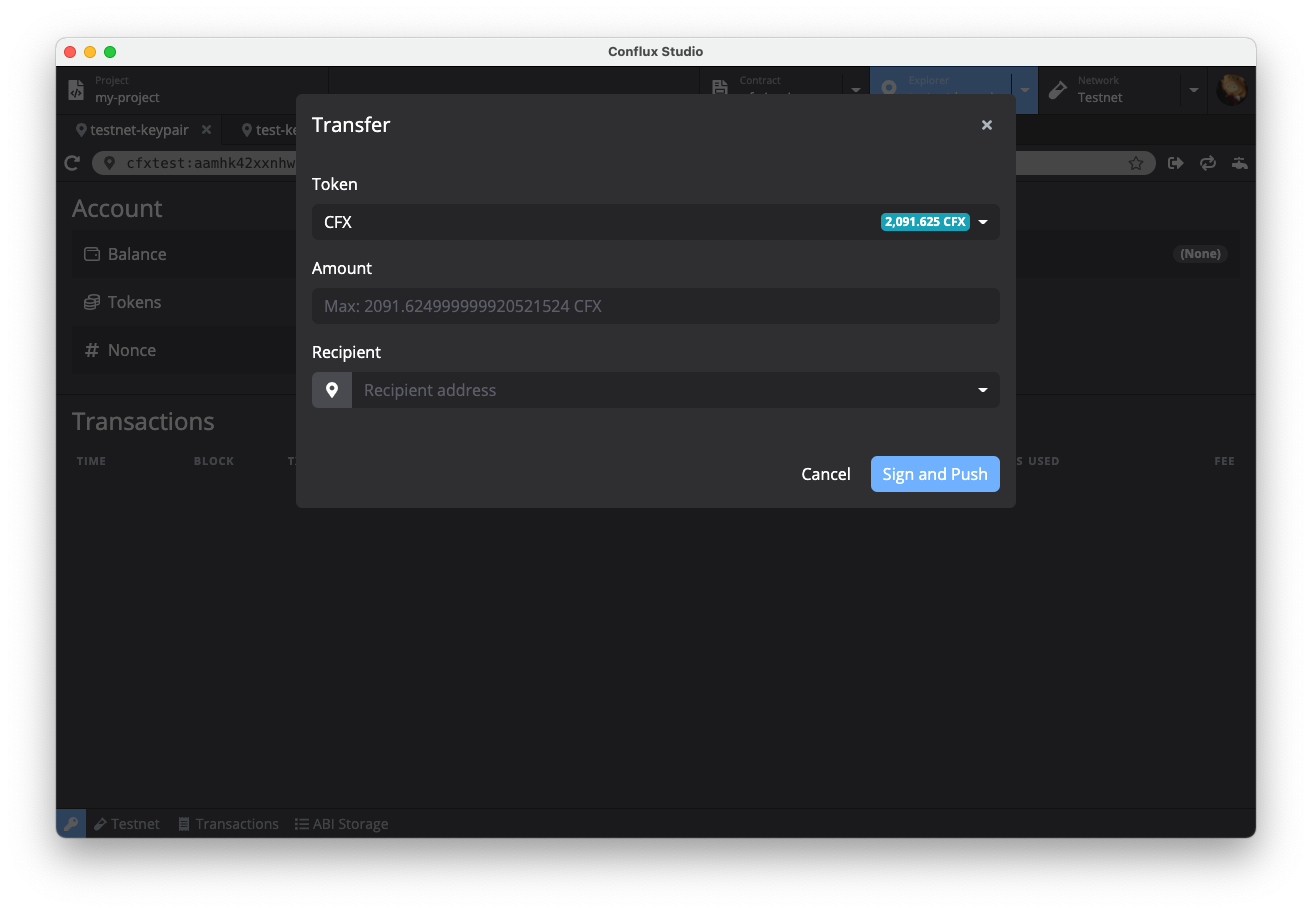 Conflux Studio
Project
my-project
Contract
Explorer
Network
Testnet
testnet-keypair
test-ke
cfxtest:aamhk42xxnhw
Transfer
Token
CFX
2,091.625 CFX
Amount
Max: 2091.624999999920521524 CFX
Recipient
Recipient address
Cancel
Sign and Push
Account
Balance
(None)
Tokens
Nonce
Transactions
TIME
BLOCK
USED
FEE
Testnet
Transactions
ABI Storage